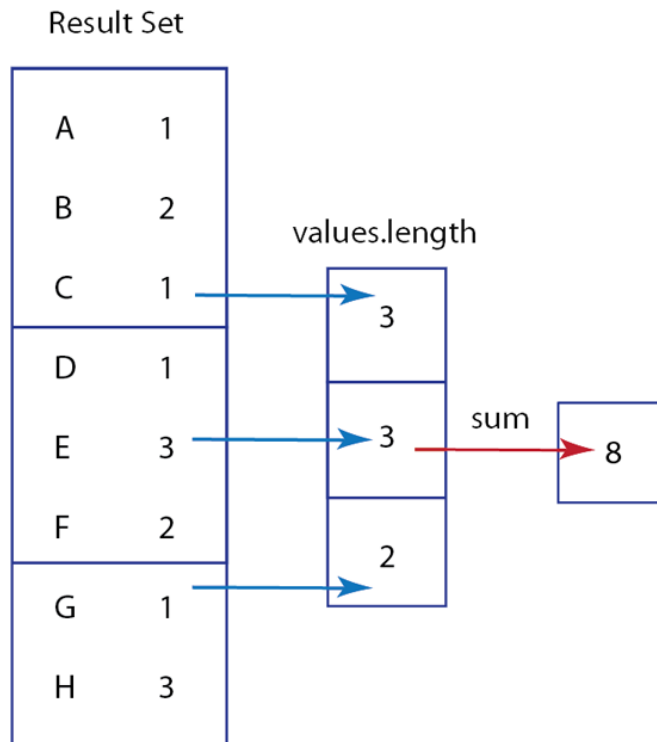 Result Set
A 1
B 2
C 1
D 1
E 3
F 2
G 1
H 3
values.length
3
3
2
sum
8